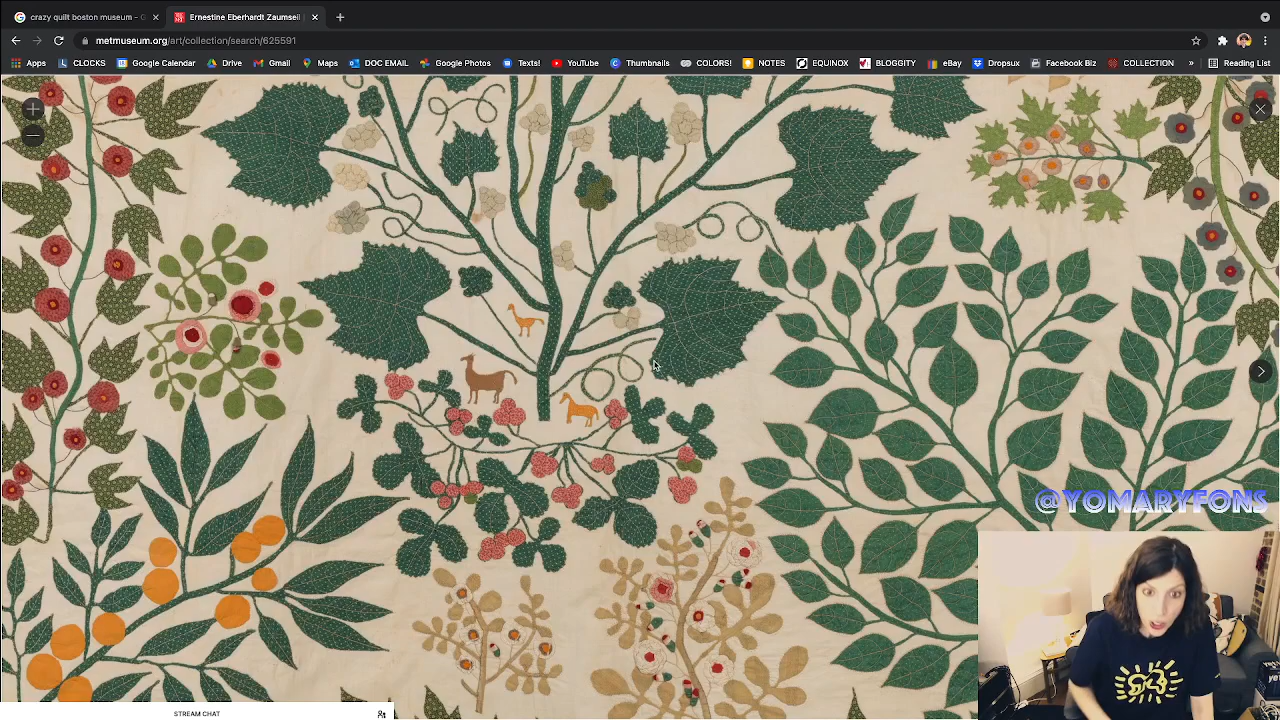 crazy quilt boston museum – G
Ernestine Eberhardt Zaumseil |
metmuseum.org/art/collection/search/625591
Apps CLOCKS Google Calendar Drive Gmail Maps DOC EMAIL Google Photos Texts! YouTube Thumbnails COLORS! NOTES EQUINOX BLOGGITY eBay Dropsux Facebook Biz COLLECTION » Reading List
@YOMARYFONS
STREAM CHAT